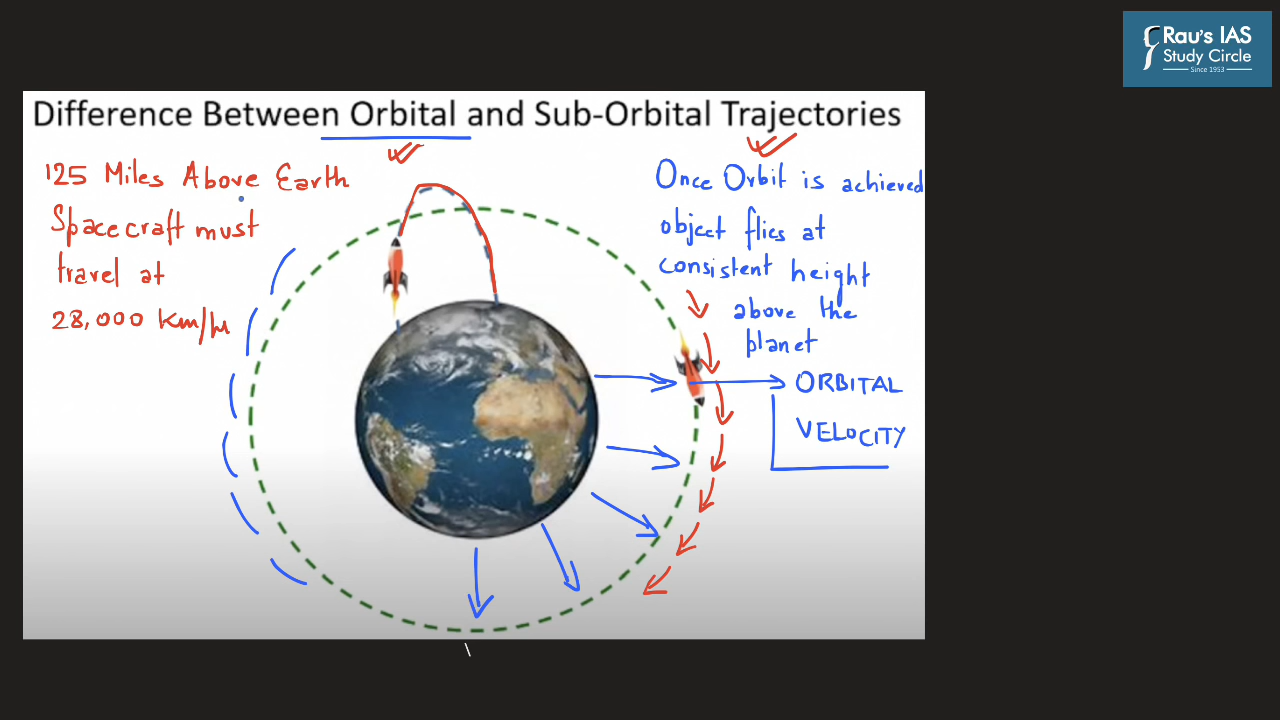 Rau's IAS
Study Circle
Since 1953
Difference Between Orbital and Sub-Orbital Trajectories
125 Miles Above Earth
Spacecraft must
travel at
28,000 Km/hr
Once Orbit is achieved
object flies at
consistent height
above the
planet
ORBITAL
VELOCITY